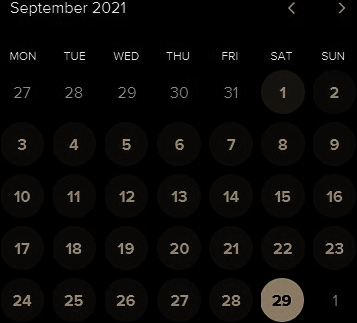 September 2021
MON TUE WED THU FRI SAT SUN
27 28 29 30 31 1 2
3 4 5 6 7 8 9
10 11 12 13 14 15 16
17 18 19 20 21 22 23
24 25 26 27 28 29 1